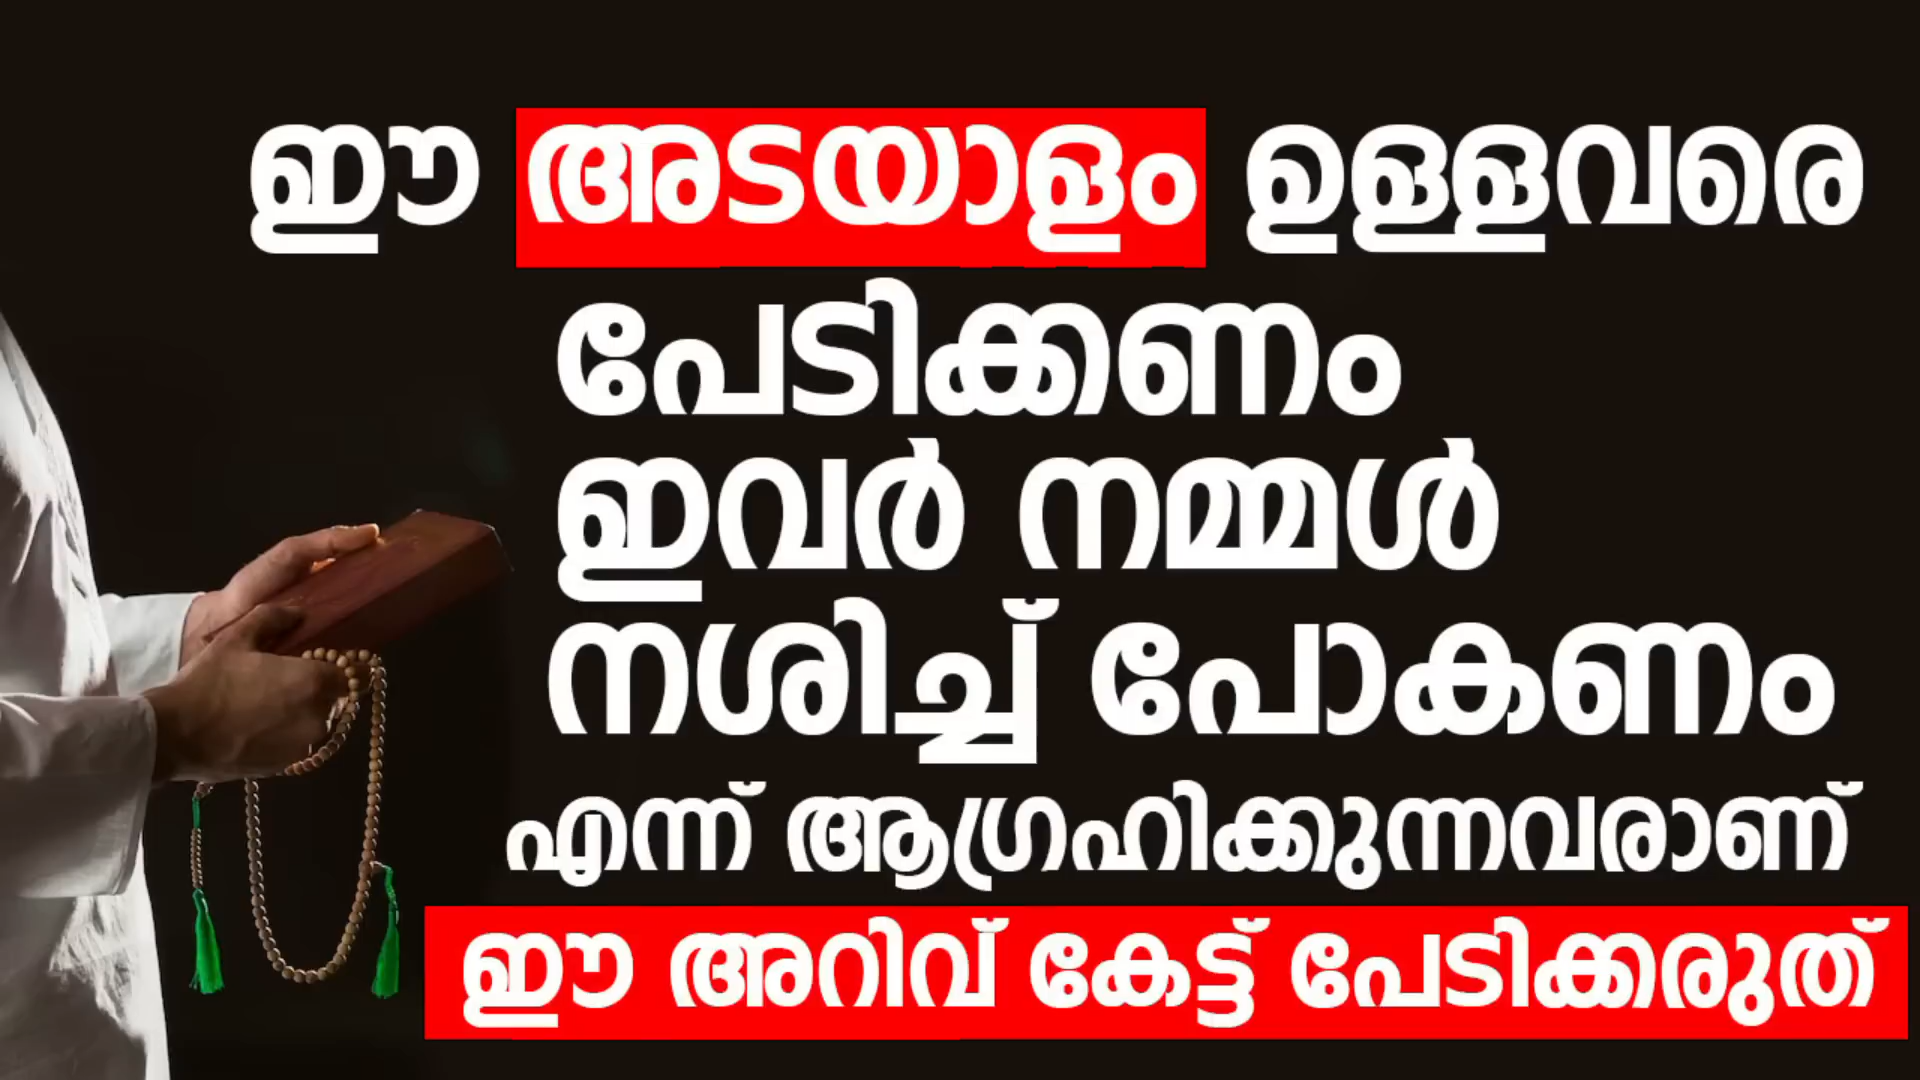 ഈ അടയാളം ഉള്ളവരെ
പേടിക്കണം
ഇവർ നമ്മൾ
നശിച്ച് പോകണം
എന്ന് ആഗ്രഹിക്കുന്നവരാണ്
ഈ അറിവ് കേട്ട് പേടിക്കരുത്